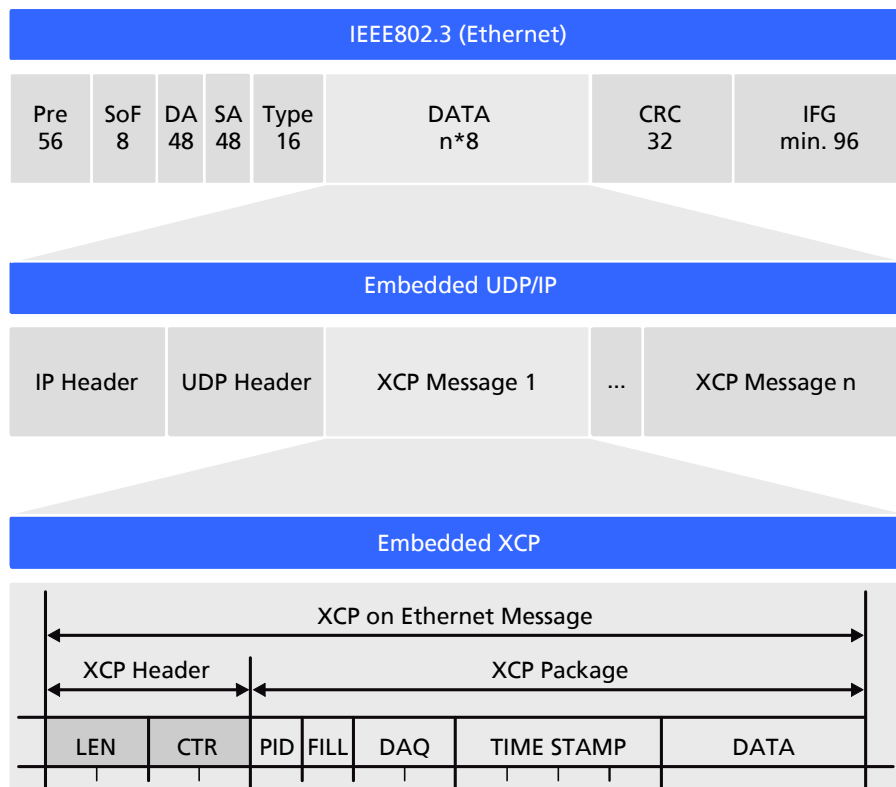 IEEE802.3 (Ethernet)
Pre SoF DA SA Type DATA CRC IFG
56 8 48 48 16 n*8 32 min. 96
Embedded UDP/IP
IP Header UDP Header XCP Message 1 ... XCP Message n
Embedded XCP
XCP on Ethernet Message
XCP Header XCP Package
LEN CTR PID FILL DAQ TIME STAMP DATA